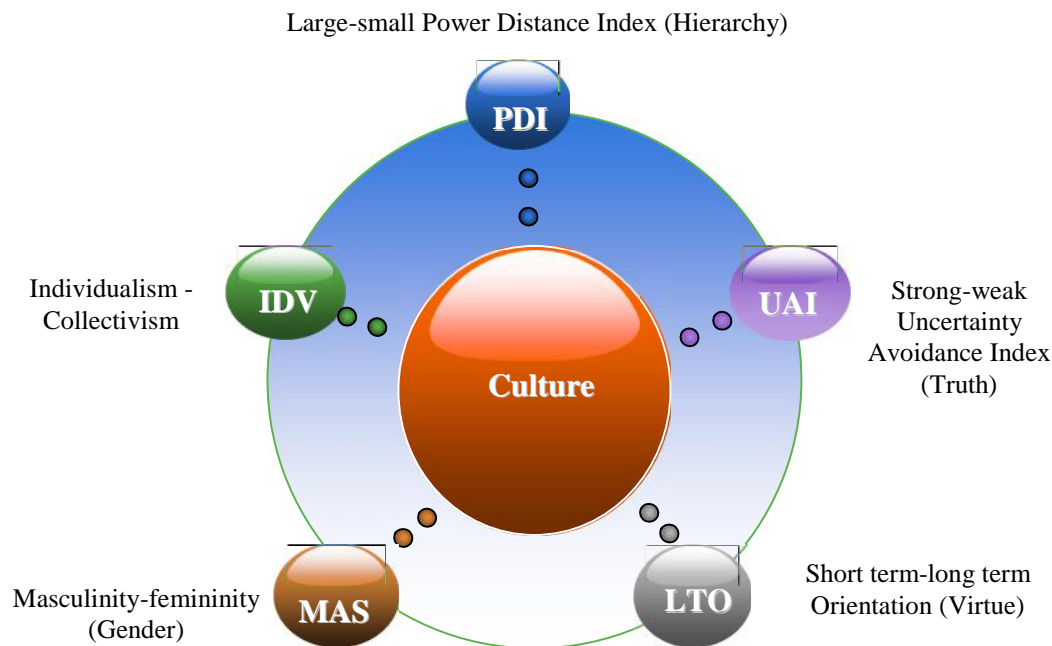 Large-small Power Distance Index (Hierarchy)
PDI
Individualism -
Collectivism
IDV
UAI
Strong-weak
Uncertainty
Avoidance Index
(Truth)
Culture
Masculinity-femininity
(Gender)
MAS
LTO
Short term-long term
Orientation (Virtue)